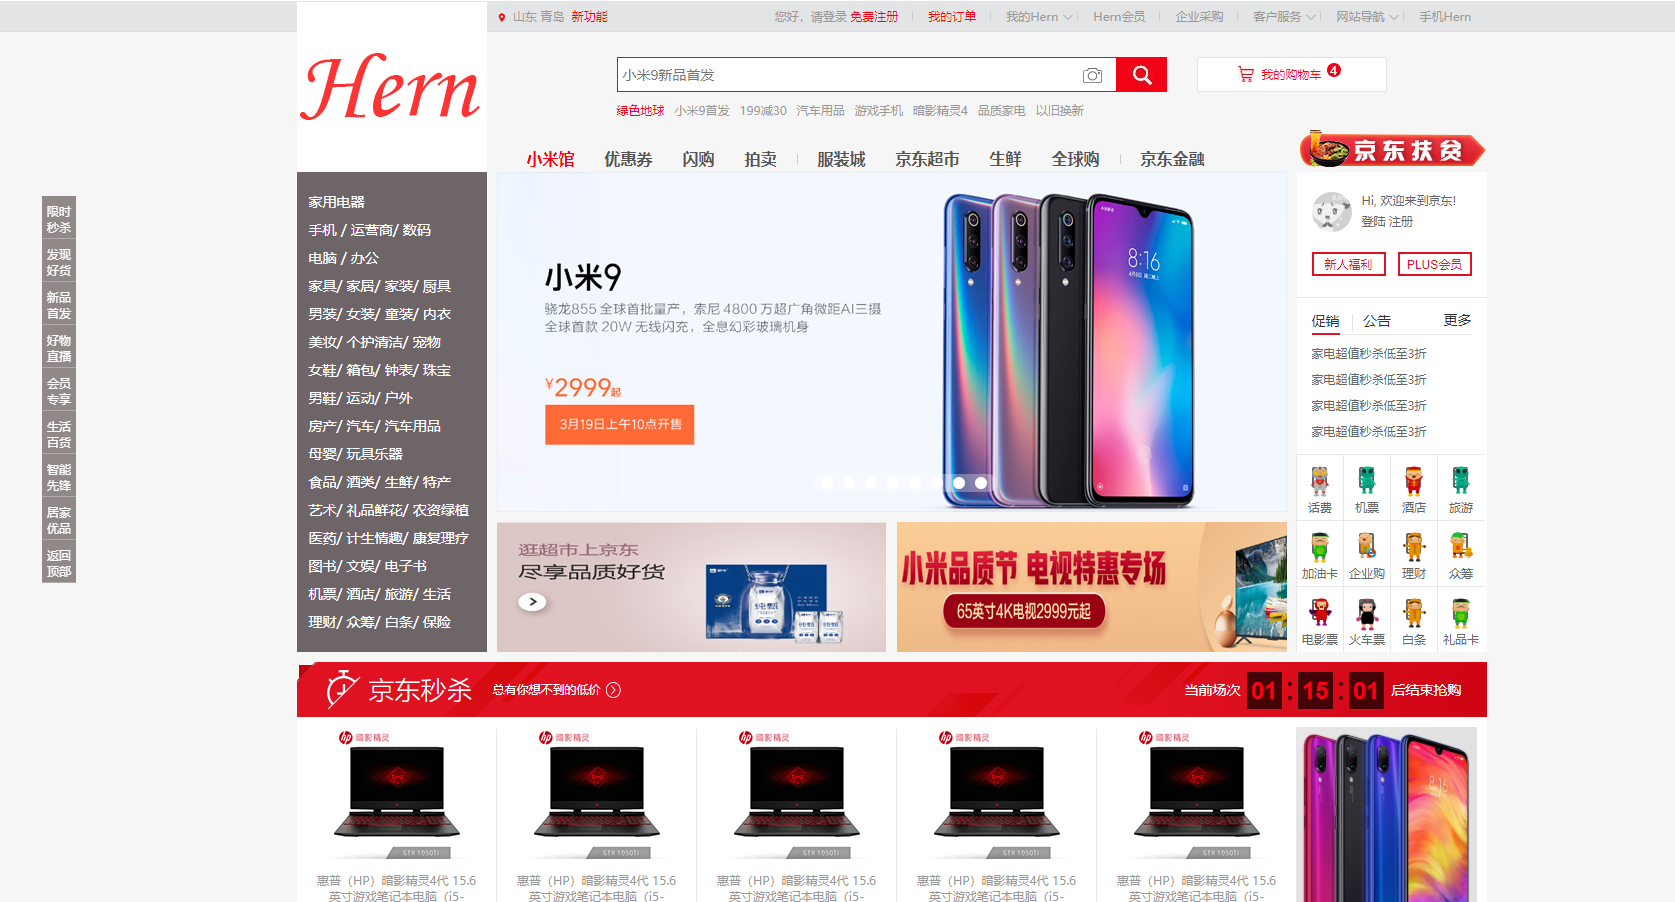 山东 青岛 新功能
您好，请登录 免费注册
我的订单
我的Hern
Hern会员
企业采购
客户服务
网站导航
手机Hern
Hern
小米9新品首发
我的购物车 4
绿色地球 小米9首发 199减30 汽车用品 游戏手机 暗影精灵4 品质家电 以旧换新
小米馆 优惠券 闪购 拍卖 服装城 京东超市 生鲜 全球购 京东金融
京东扶贫
限时
秒杀
发现
好货
新品
首发
好物
直播
会员
专享
生活
百货
智能
先锋
居家
优品
返回
顶部
家用电器
手机 / 运营商/ 数码
电脑 / 办公
家具/ 家居/ 家装/ 厨具
男装/ 女装/ 童装/ 内衣
美妆/ 个护清洁/ 宠物
女鞋/ 箱包/ 钟表/ 珠宝
男鞋/ 运动/ 户外
房产/ 汽车/ 汽车用品
母婴/ 玩具乐器
食品/ 酒类/ 生鲜/ 特产
艺术/ 礼品鲜花/ 农资绿植
医药/ 计生情趣/ 康复理疗
图书/ 文娱/ 电子书
机票/ 酒店/ 旅游/ 生活
理财/ 众筹/ 白条/ 保险
小米9
骁龙855 全球首批量产，索尼 4800 万超广角微距AI三摄
全球首款 20W 无线闪充，全息幻彩玻璃机身
¥2999起
3月19日上午10点开售
8:16
Hi, 欢迎来到京东!
登陆 注册
新人福利 PLUS会员
促销 公告 更多
家电超值秒杀低至3折
家电超值秒杀低至3折
家电超值秒杀低至3折
家电超值秒杀低至3折
话费 机票 酒店 旅游
加油卡 企业购 理财 众筹
电影票 火车票 白条 礼品卡
逛超市上京东
尽享品质好货
小米品质节 电视特惠专场
65英寸4K电视2999元起
京东秒杀 总有你想不到的低价
当前场次 01 : 15 : 01 后结束抢购
hp 暗影精灵
GTX 1050Ti
惠普（HP）暗影精灵4代 15.6
英寸游戏笔记本电脑（i5-
hp 暗影精灵
GTX 1050Ti
惠普（HP）暗影精灵4代 15.6
英寸游戏笔记本电脑（i5-
hp 暗影精灵
GTX 1050Ti
惠普（HP）暗影精灵4代 15.6
英寸游戏笔记本电脑（i5-
hp 暗影精灵
GTX 1050Ti
惠普（HP）暗影精灵4代 15.6
英寸游戏笔记本电脑（i5-
hp 暗影精灵
GTX 1050Ti
惠普（HP）暗影精灵4代 15.6
英寸游戏笔记本电脑（i5-
8:16